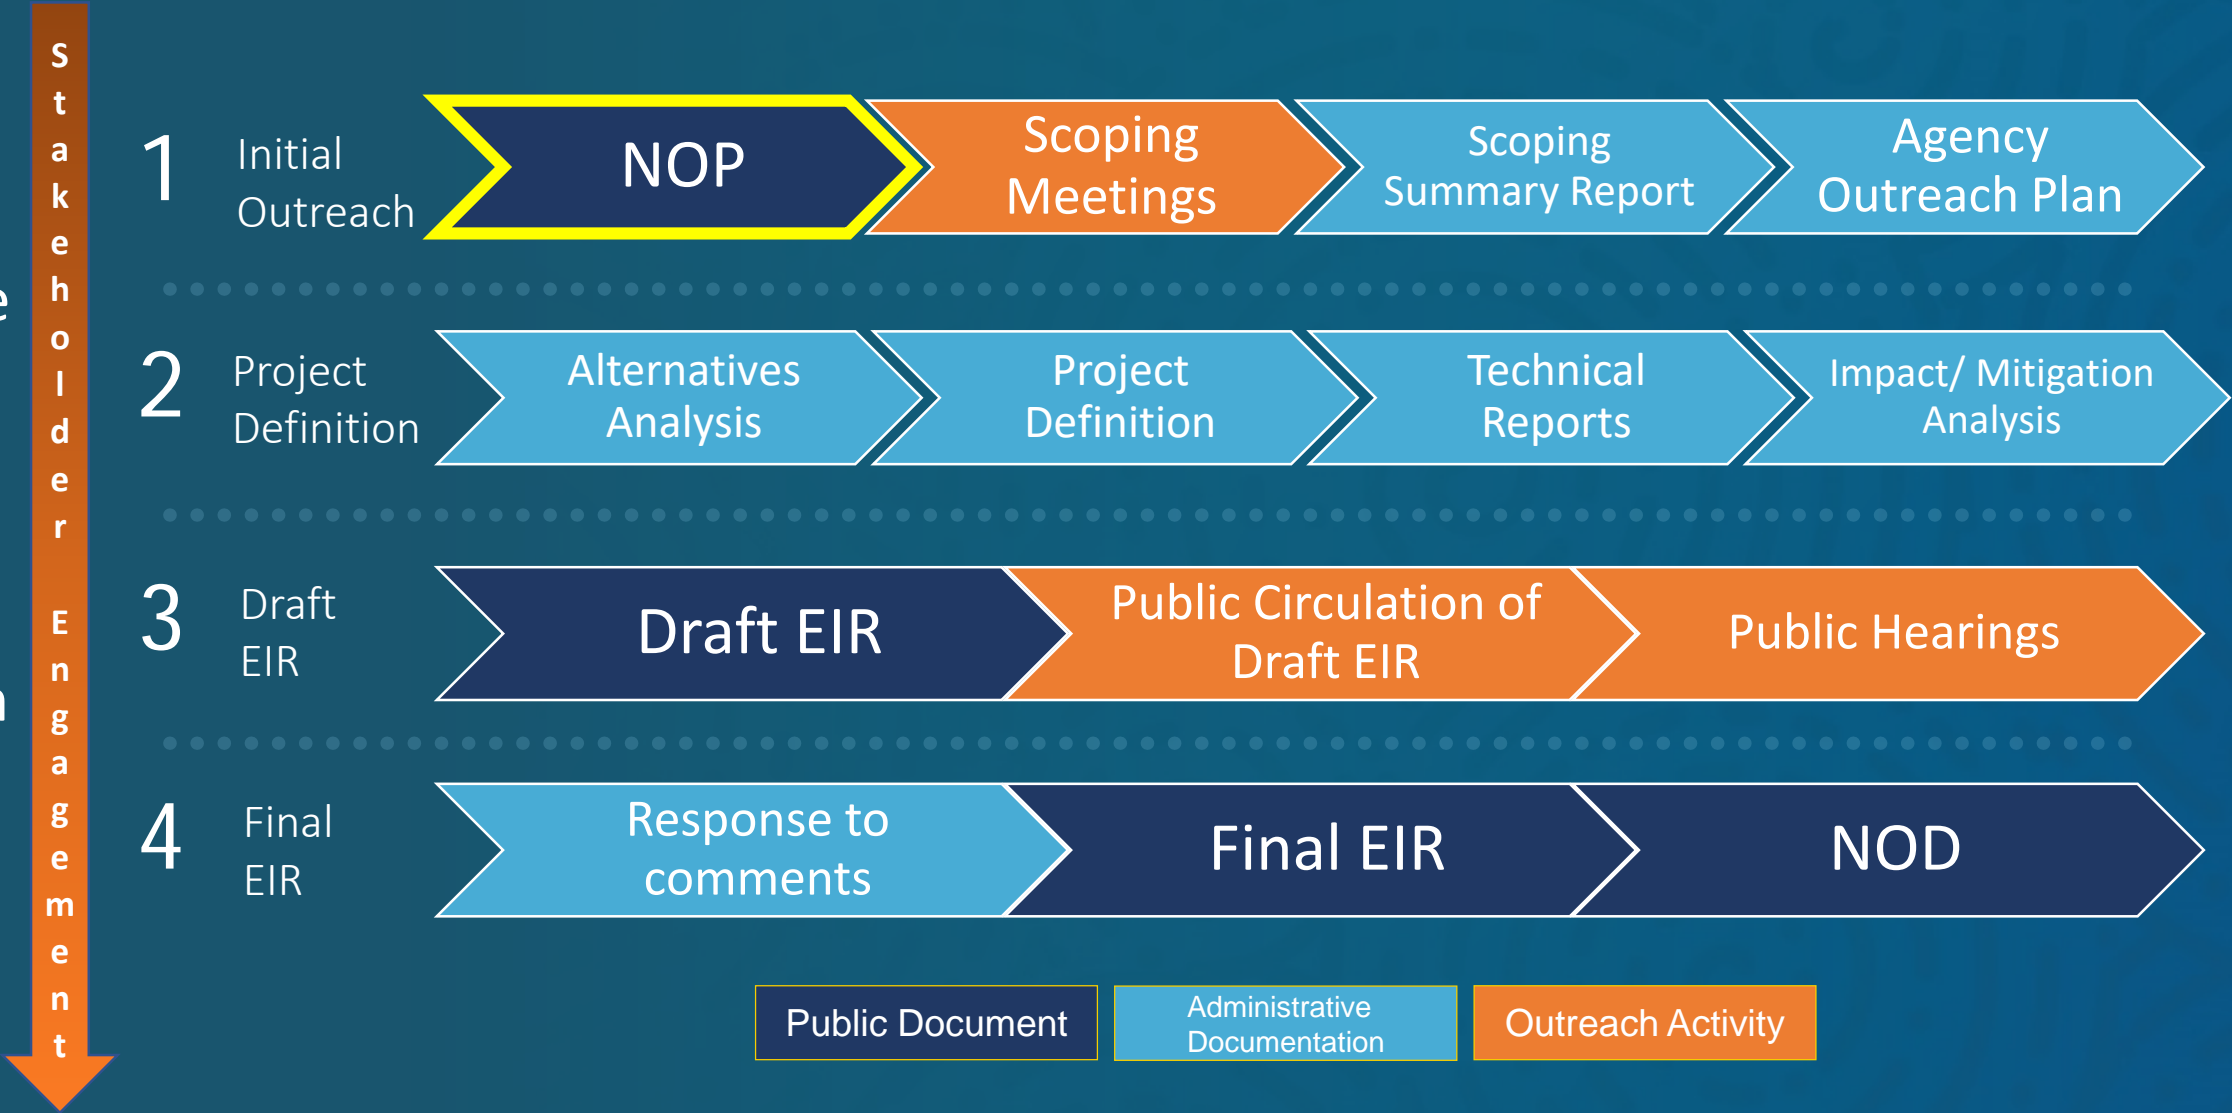 Stakeholder Engagement
1
Initial
Outreach
NOP
Scoping
Meetings
Scoping
Summary Report
Agency
Outreach Plan
2
Project
Definition
Alternatives
Analysis
Project
Definition
Technical
Reports
Impact/ Mitigation
Analysis
3
Draft
EIR
Draft EIR
Public Circulation of
Draft EIR
Public Hearings
4
Final
EIR
Response to
comments
Final EIR
NOD
Public Document
Administrative
Documentation
Outreach Activity